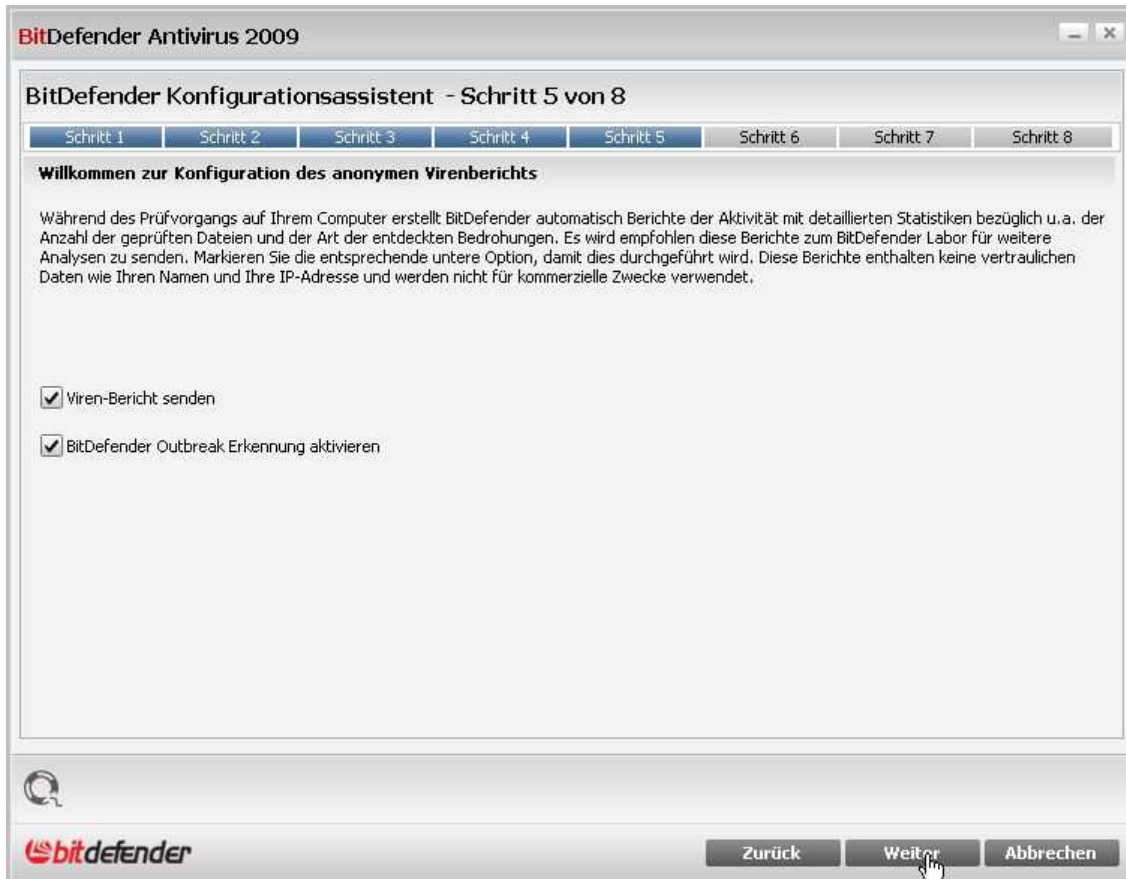 BitDefender Antivirus 2009
BitDefender Konfigurationsassistent - Schritt 5 von 8
Schritt 1 Schritt 2 Schritt 3 Schritt 4 Schritt 5 Schritt 6 Schritt 7 Schritt 8
Willkommen zur Konfiguration des anonymen Virenberichts
Während des Prüfvorgangs auf Ihrem Computer erstellt BitDefender automatisch Berichte der Aktivität mit detaillierten Statistiken bezüglich u.a. der
Anzahl der geprüften Dateien und der Art der entdeckten Bedrohungen. Es wird empfohlen diese Berichte zum BitDefender Labor für weitere
Analysen zu senden. Markieren Sie die entsprechende untere Option, damit dies durchgeführt wird. Diese Berichte enthalten keine vertraulichen
Daten wie Ihren Namen und Ihre IP-Adresse und werden nicht für kommerzielle Zwecke verwendet.
Viren-Bericht senden
BitDefender Outbreak Erkennung aktivieren
bitdefender
Zurück Weiter Abbrechen